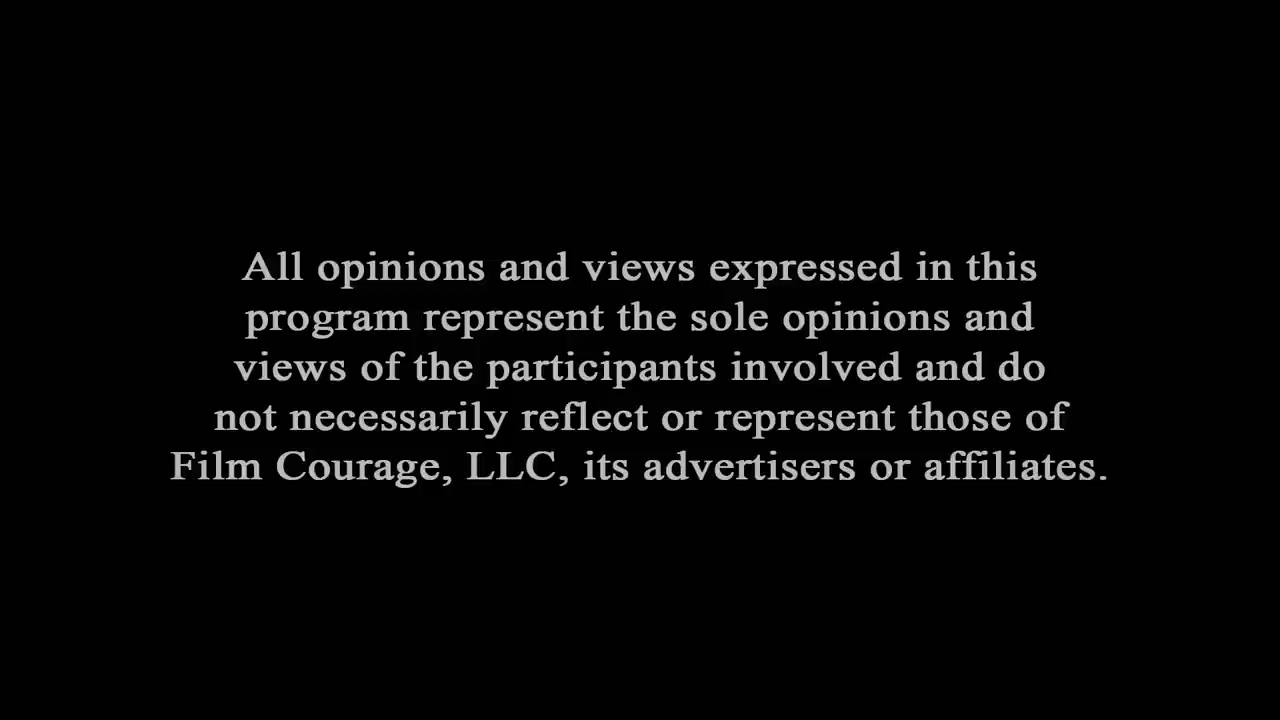 All opinions and views expressed in this
program represent the sole opinions and
views of the participants involved and do
not necessarily reflect or represent those of
Film Courage, LLC, its advertisers or affiliates.